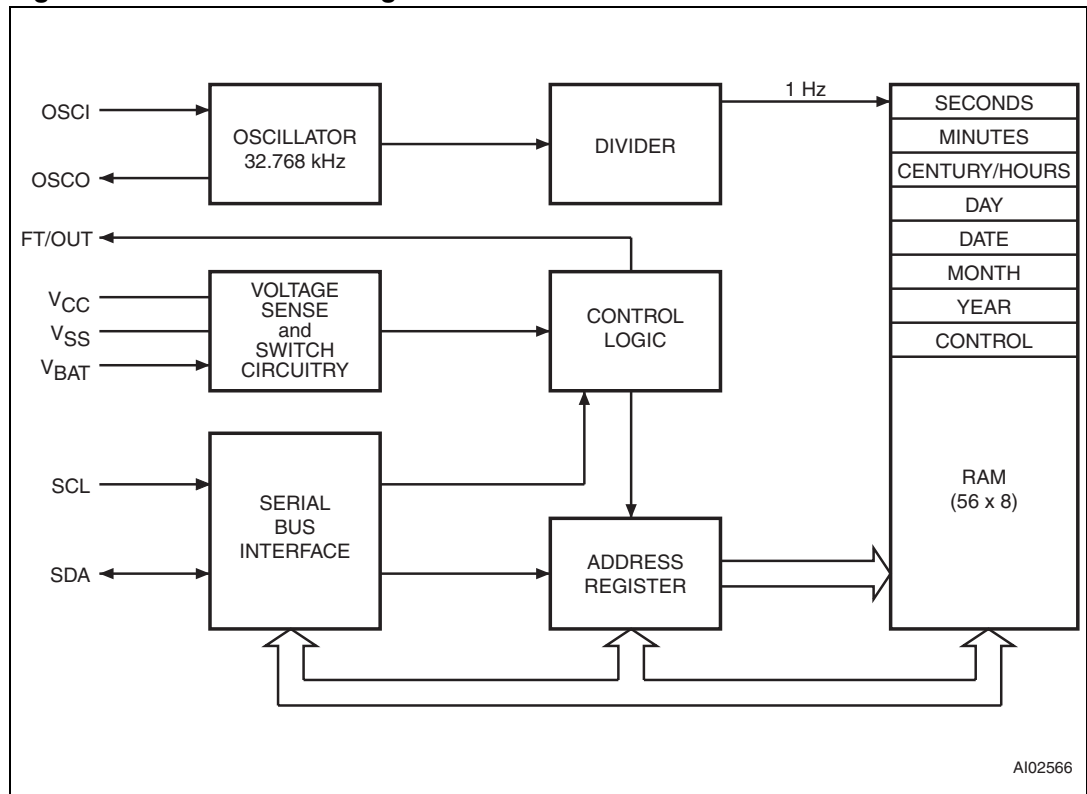 OSCI
OSCO
FT/OUT
VCC
VSS
VBAT
SCL
SDA
OSCILLATOR
32.768 kHz
DIVIDER
1 Hz
VOLTAGE
SENSE
and
SWITCH
CIRCUITRY
CONTROL
LOGIC
SERIAL
BUS
INTERFACE
ADDRESS
REGISTER
SECONDS
MINUTES
CENTURY/HOURS
DAY
DATE
MONTH
YEAR
CONTROL
RAM
(56 x 8)
AI02566